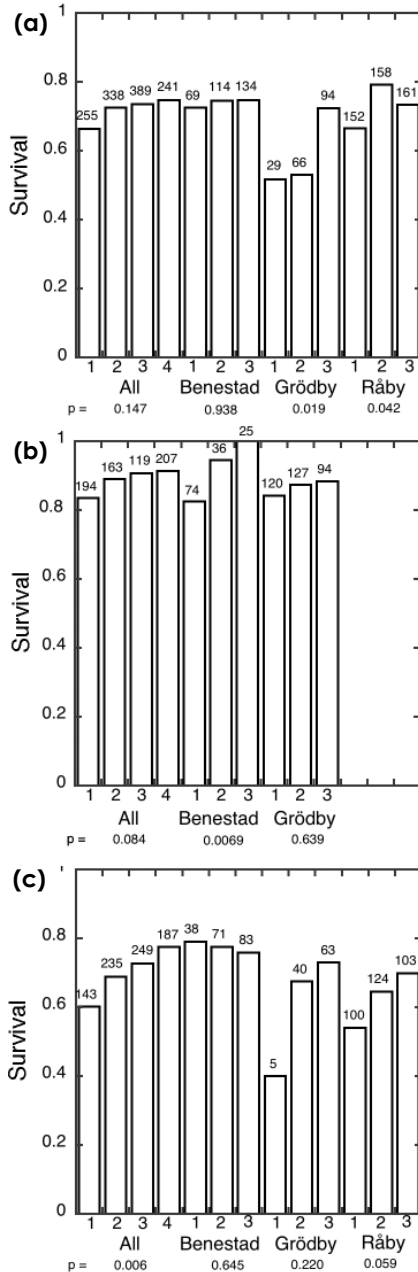 (a)
1
0.8
0.6
0.4
0.2
0
Survival
255 338 389 241 69 114 134 29 66 94 152 158 161
1 2 3 4 1 2 3 1 2 3 1 2 3
All Benestad Grödby Råby
p = 0.147 0.938 0.019 0.042
(b)
1
0.8
0.6
0.4
0.2
0
Survival
194 163 119 207 74 36 25 120 127 94
1 2 3 4 1 2 3 1 2 3
All Benestad Grödby
p = 0.084 0.0069 0.639
(c)
0.8
0.6
0.4
0.2
0
Survival
143 235 249 187 38 71 83 5 40 63 100 124 103
1 2 3 4 1 2 3 1 2 3 1 2 3
All Benestad Grödby Råby
p = 0.006 0.645 0.220 0.059